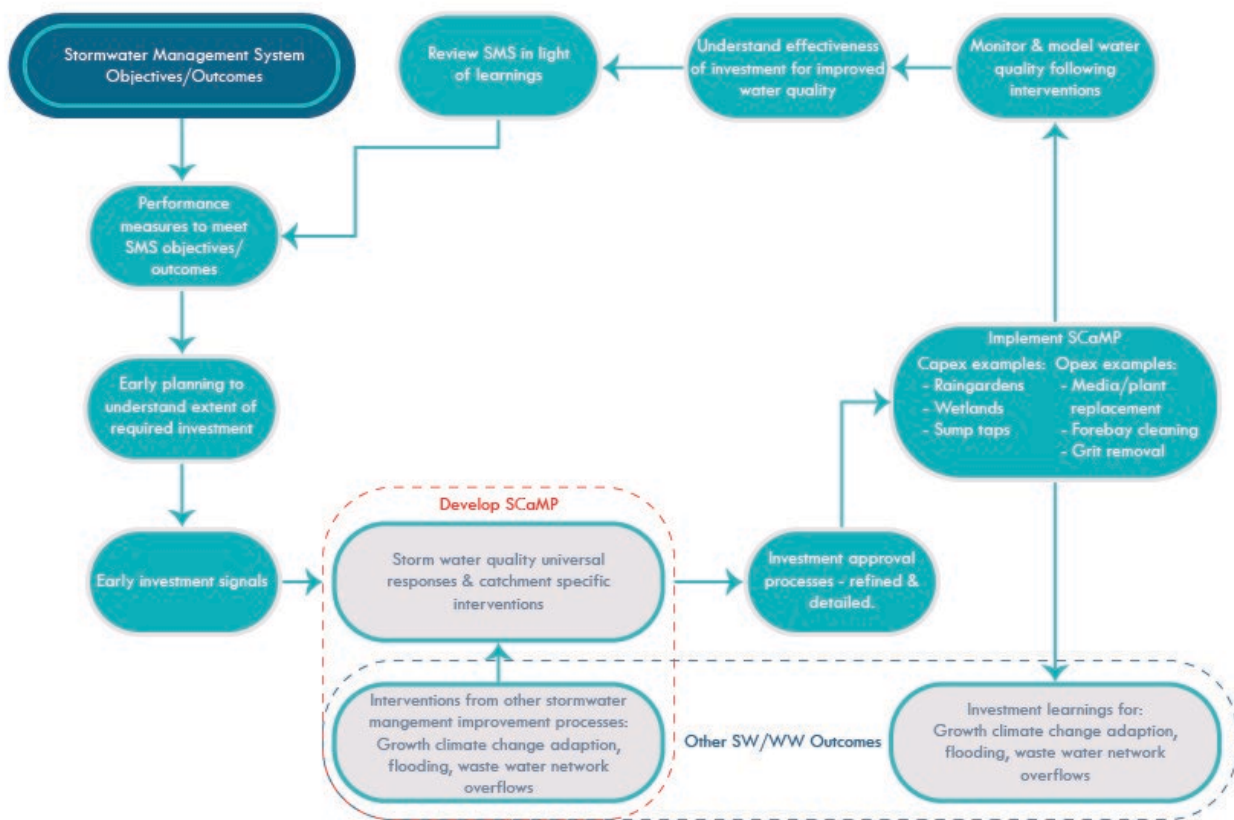 Stormwater Management System
Objectives/Outcomes
Review SMS in light
of learnings
Understand effectiveness
of investment for improved
water quality
Monitor & model water
quality following
interventions
Performance
measures to meet
SMS objectives/
outcomes
Early planning to
understand extent of
required investment
Early investment signals
Develop SCaMP
Storm water quality universal
responses & catchment specific
interventions
Interventions from other stormwater
mangement improvement processes:
Growth climate change adaption,
flooding, waste water network
overflows
Investment approval
processes - refined &
detailed.
Implement SCaMP
Capex examples:
- Raingardens
- Wetlands
- Sump taps
Opex examples:
- Media/plant
replacement
- Forebay cleaning
- Grit removal
Other SW/WW Outcomes
Investment learnings for:
Growth climate change adaption,
flooding, waste water network
overflows